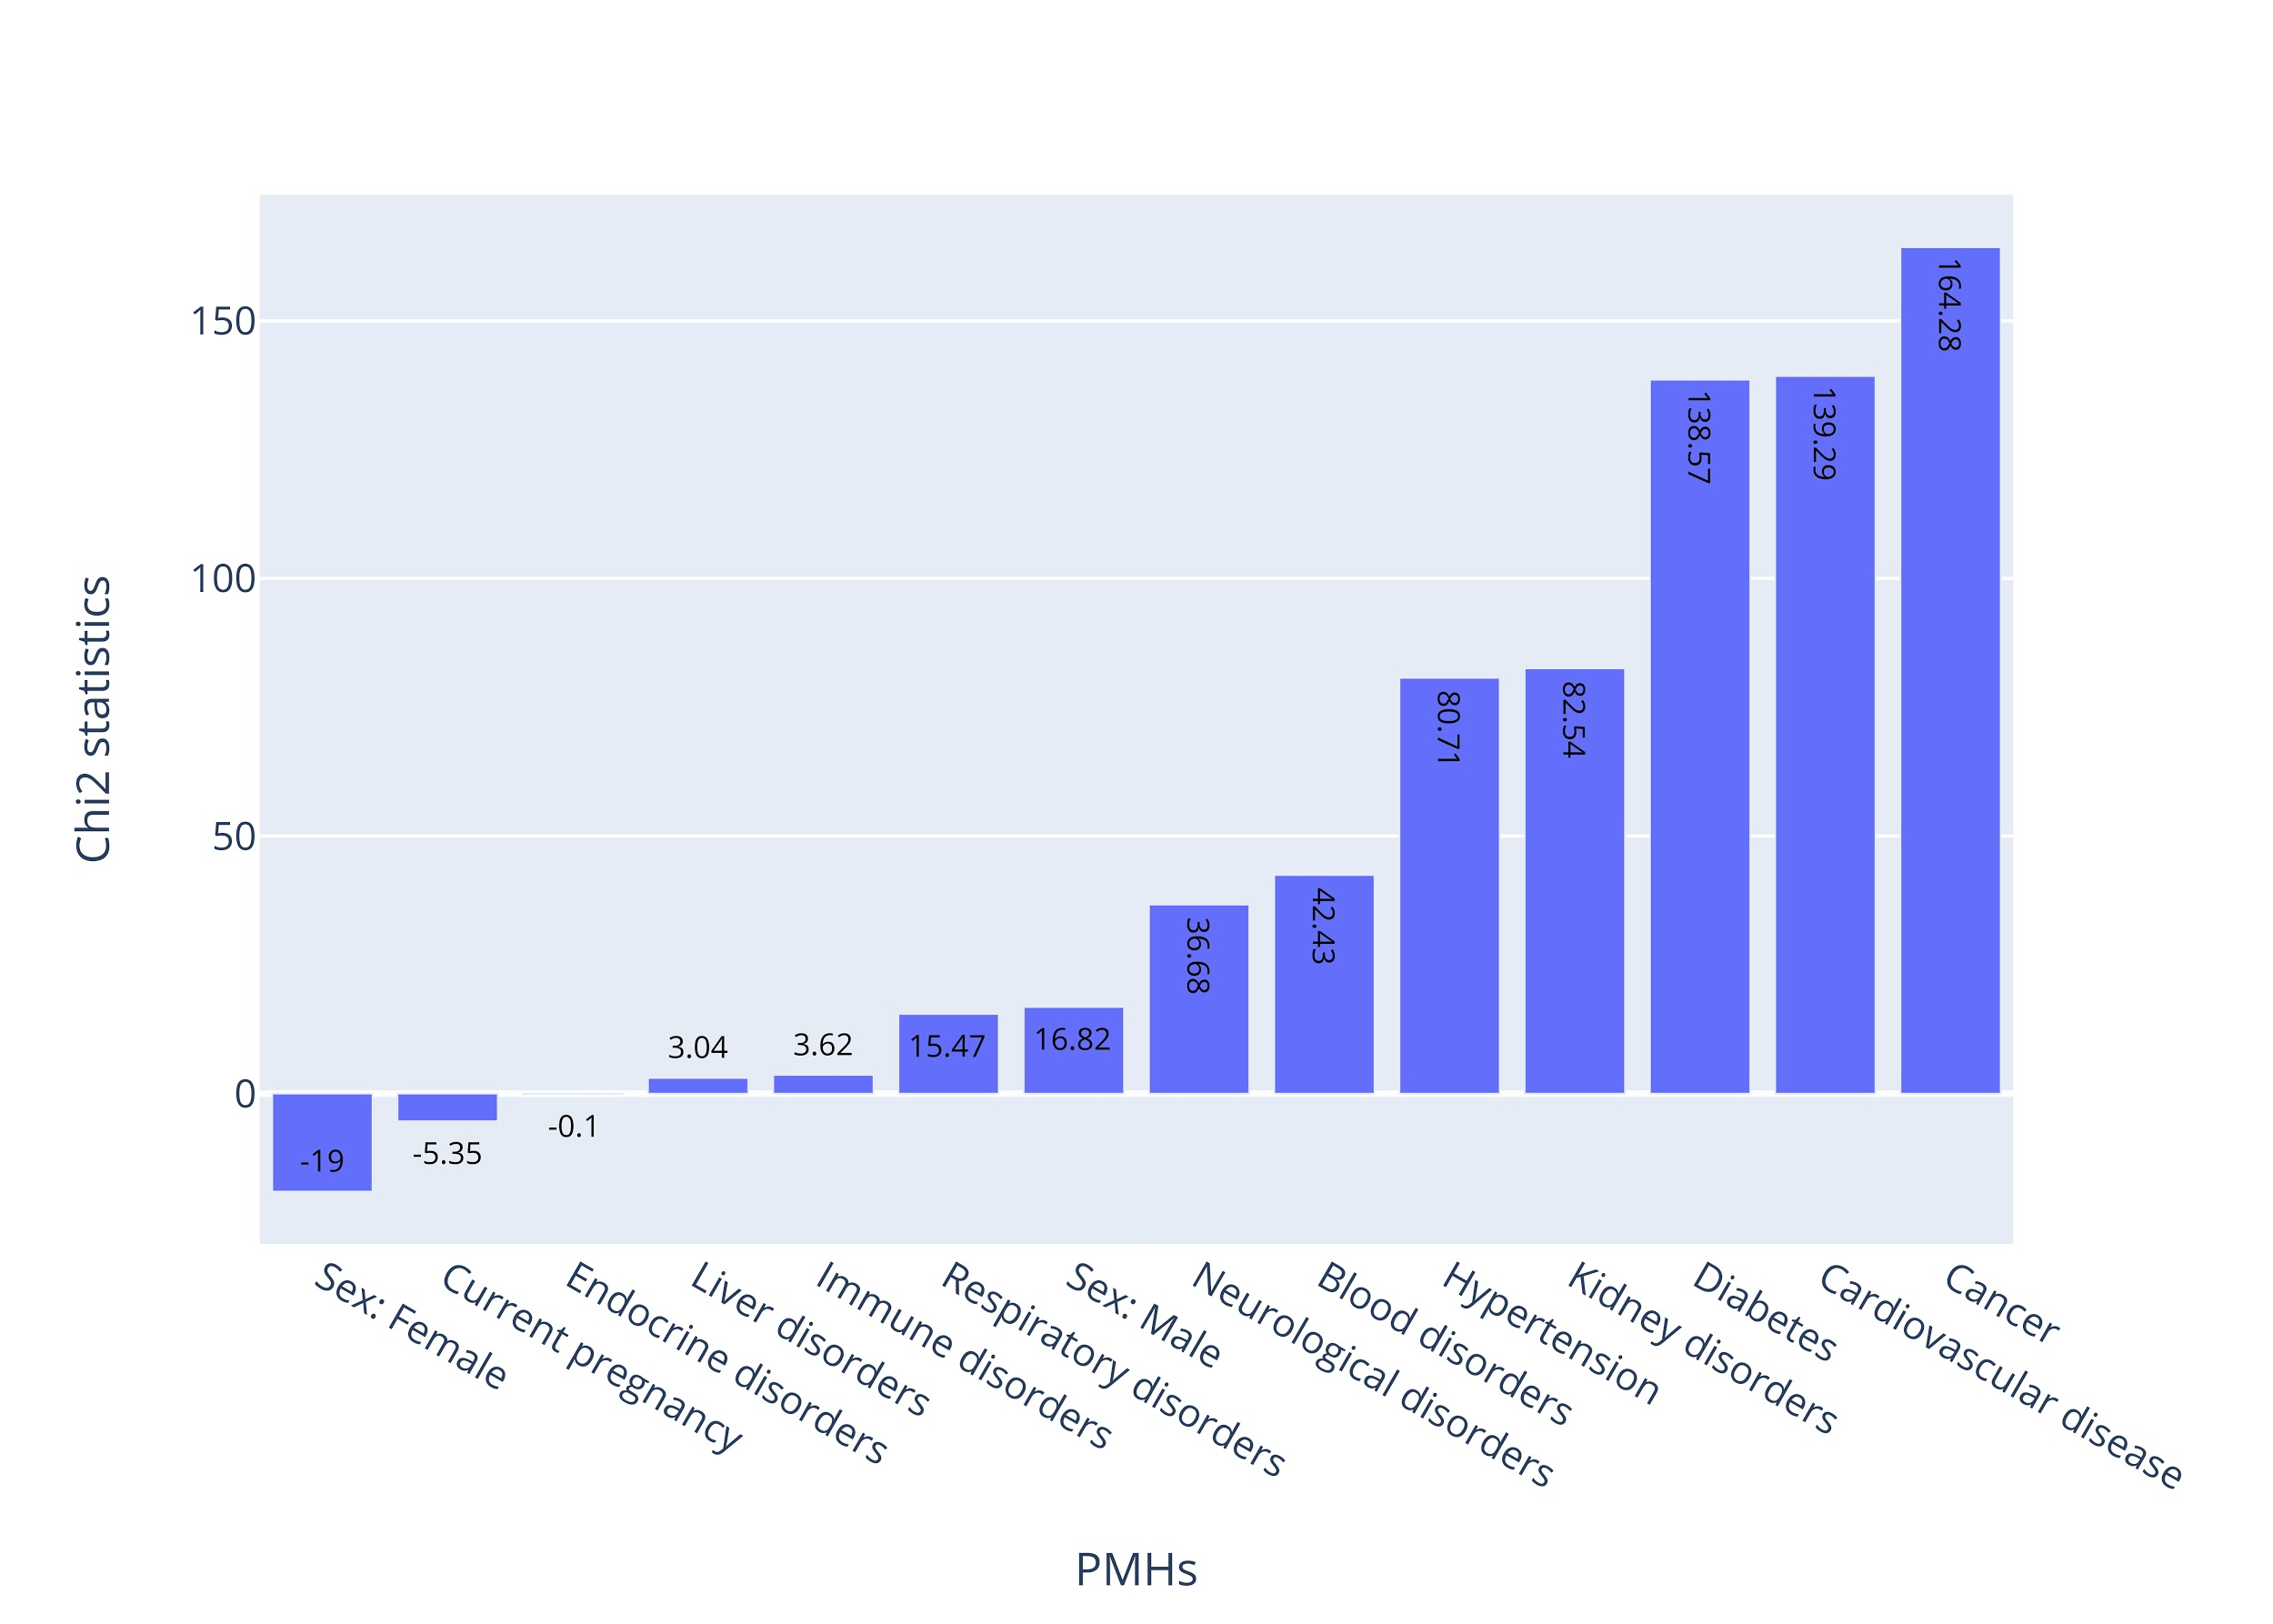 150
100
50
0
Chi2 statistics
-19
-5.35
-0.1
3.04
3.62
15.47
16.82
36.68
42.43
80.71
82.54
138.57
139.29
164.28
Sex: Female
Current pregnancy
Endocrine disorders
Liver disorders
Immune disorders
Respiratory disorders
Sex: Male
Neurological disorders
Blood disorders
Hypertension
Kidney disorders
Diabetes
Cardiovascular disease
Cancer
PMHs